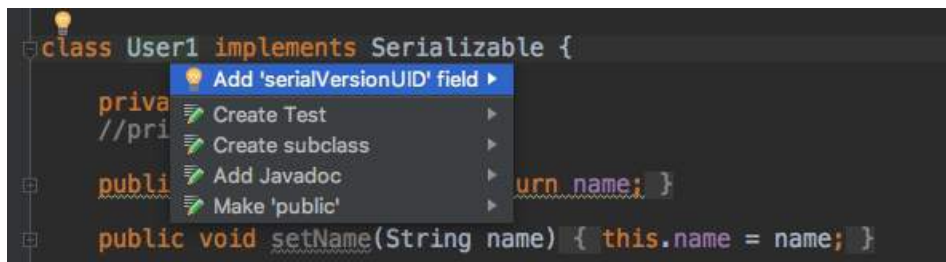 class User1 implements Serializable {
Add 'serialVersionUID' field
priva
Create Test
//pri
Create subclass
Add Javadoc
publi urn name; }
Make 'public'
public void setName(String name) { this.name = name; }